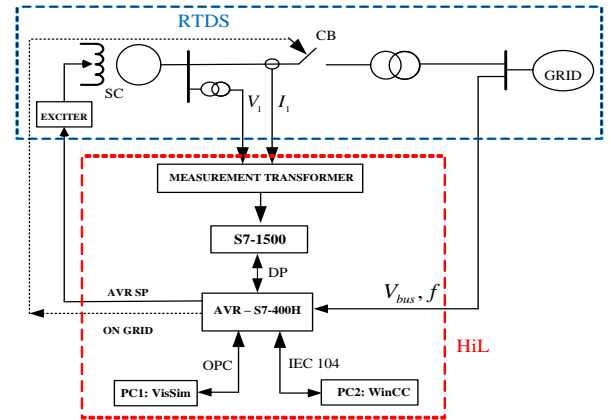 RTDS
CB
SC
GRID
EXCITER
V₁
I₁
MEASUREMENT TRANSFORMER
S7-1500
DP
AVR SP
AVR – S7-400H
V_bus, f
ON GRID
HiL
OPC
IEC 104
PC1: VisSim
PC2: WinCC